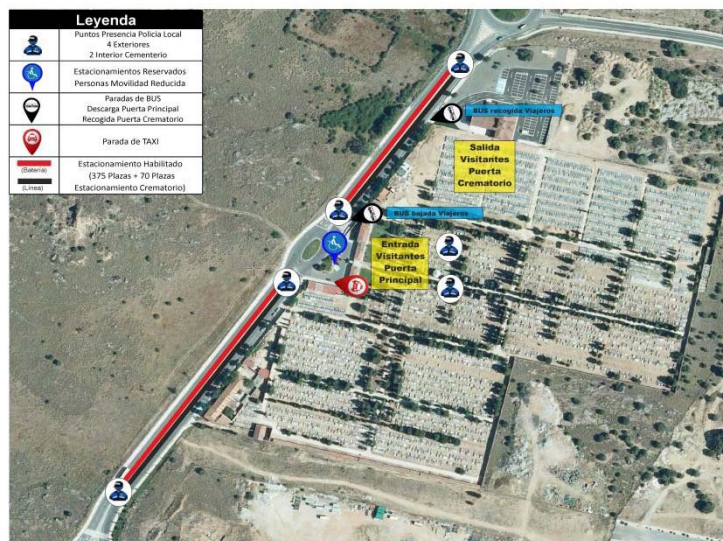 Leyenda
Puntos Presencia Policía Local
4 Exteriores
2 Interior Cementerio
Estacionamientos Reservados
Personas Movilidad Reducida
Paradas de BUS
Descarga Puerta Principal
Recogida Puerta Crematorio
Parada de TAXI
(Batería)
(Línea)
Estacionamiento Habilitado
(375 Plazas + 70 Plazas
Estacionamiento Crematorio)
BUS recogida Viajeros
Salida
Visitantes
Puerta
Crematorio
BUS bajada Viajeros
Entrada
Visitantes
Puerta
Principal